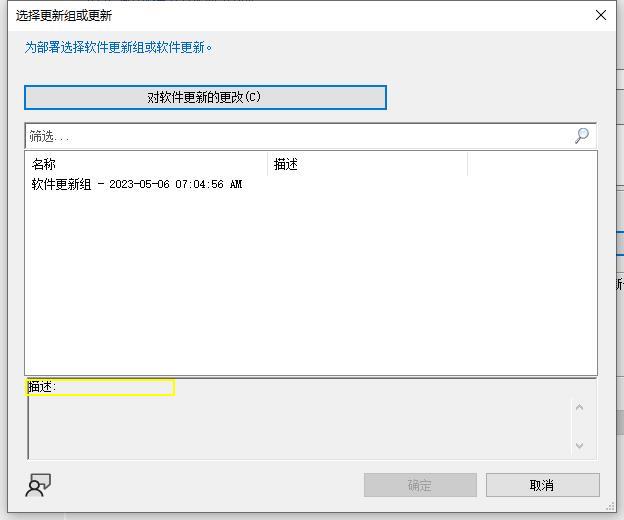 选择更新组或更新
为部署选择软件更新组或软件更新。
对软件更新的更改(C)
筛选...
名称 描述
软件更新组 - 2023-05-06 07:04:56 AM
描述:
确定 取消